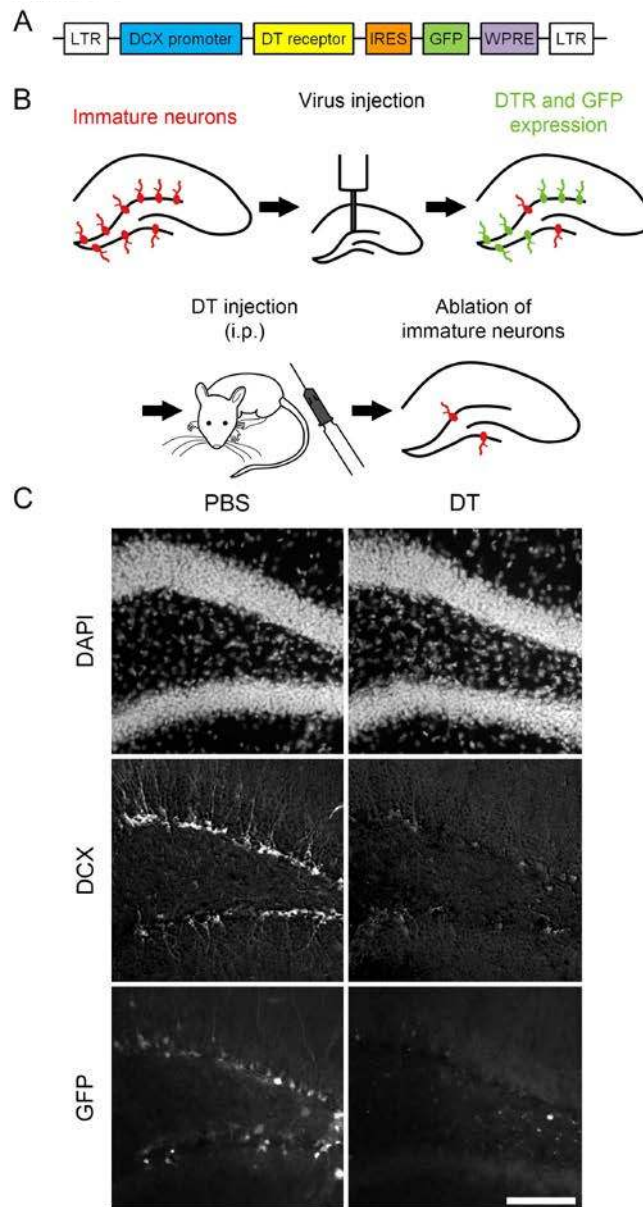 A
LTR DCX promoter DT receptor IRES GFP WPRE LTR
B
Immature neurons
Virus injection
DTR and GFP
expression
DT injection
(i.p.)
Ablation of
immature neurons
C
PBS DT
DAPI
DCX
GFP